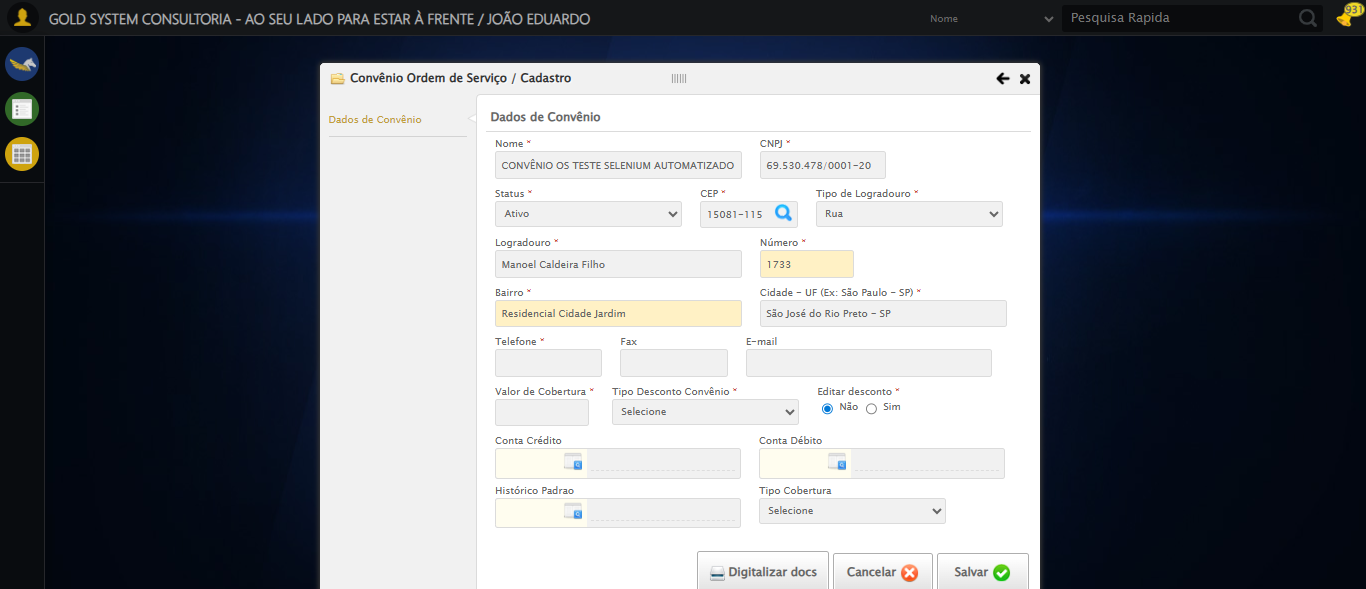 GOLD SYSTEM CONSULTORIA - AO SEU LADO PARA ESTAR À FRENTE / JOÃO EDUARDO
Nome
Pesquisa Rapida
931
Convênio Ordem de Serviço / Cadastro
Dados de Convênio
Dados de Convênio
Nome * CNPJ *
CONVÊNIO OS TESTE SELENIUM AUTOMATIZADO 69.530.478/0001-20
Status * CEP * Tipo de Logradouro *
Ativo 15081-115 Rua
Logradouro * Número *
Manoel Caldeira Filho 1733
Bairro * Cidade - UF (Ex: São Paulo - SP) *
Residencial Cidade Jardim São José do Rio Preto - SP
Telefone * Fax E-mail
Valor de Cobertura * Tipo Desconto Convênio * Editar desconto *
Selecione Não Sim
Conta Crédito Conta Débito
Histórico Padrao Tipo Cobertura
Selecione
Digitalizar docs Cancelar Salvar